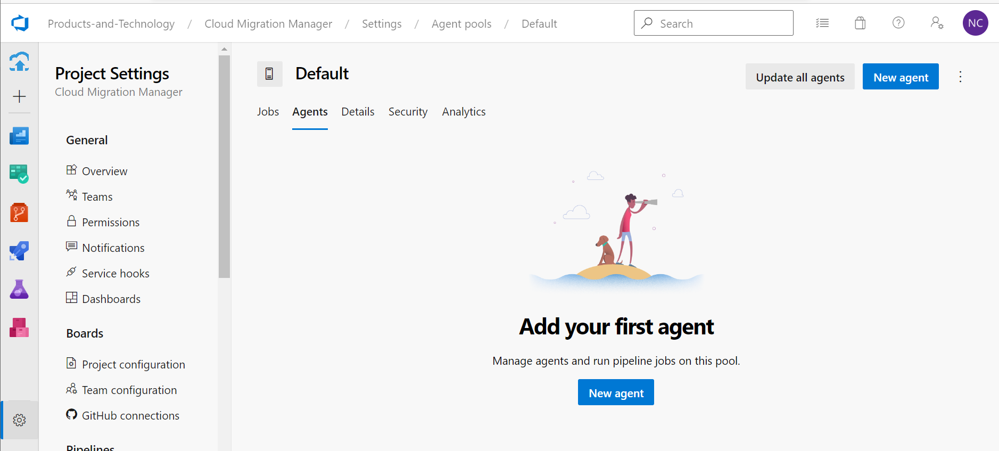 Products-and-Technology / Cloud Migration Manager / Settings / Agent pools / Default
Search
NC
Project Settings
Cloud Migration Manager
General
Overview
Teams
Permissions
Notifications
Service hooks
Dashboards
Boards
Project configuration
Team configuration
GitHub connections
Pipelines
Default
Update all agents
New agent
Jobs Agents Details Security Analytics
Add your first agent
Manage agents and run pipeline jobs on this pool.
New agent